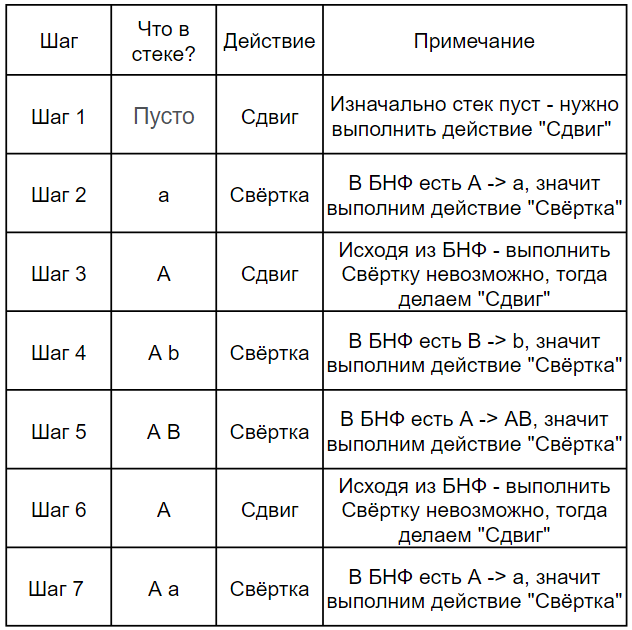 Шаг
Что в
стеке?
Действие
Примечание
Шаг 1
Пусто
Сдвиг
Изначально стек пуст - нужно
выполнить действие "Сдвиг"
Шаг 2
a
Свёртка
В БНФ есть A -> a, значит
выполним действие "Свёртка"
Шаг 3
A
Сдвиг
Исходя из БНФ - выполнить
Свёртку невозможно, тогда
делаем "Сдвиг"
Шаг 4
A b
Свёртка
В БНФ есть B -> b, значит
выполним действие "Свёртка"
Шаг 5
A B
Свёртка
В БНФ есть A -> AB, значит
выполним действие "Свёртка"
Шаг 6
A
Сдвиг
Исходя из БНФ - выполнить
Свёртку невозможно, тогда
делаем "Сдвиг"
Шаг 7
A a
Свёртка
В БНФ есть A -> a, значит
выполним действие "Свёртка"